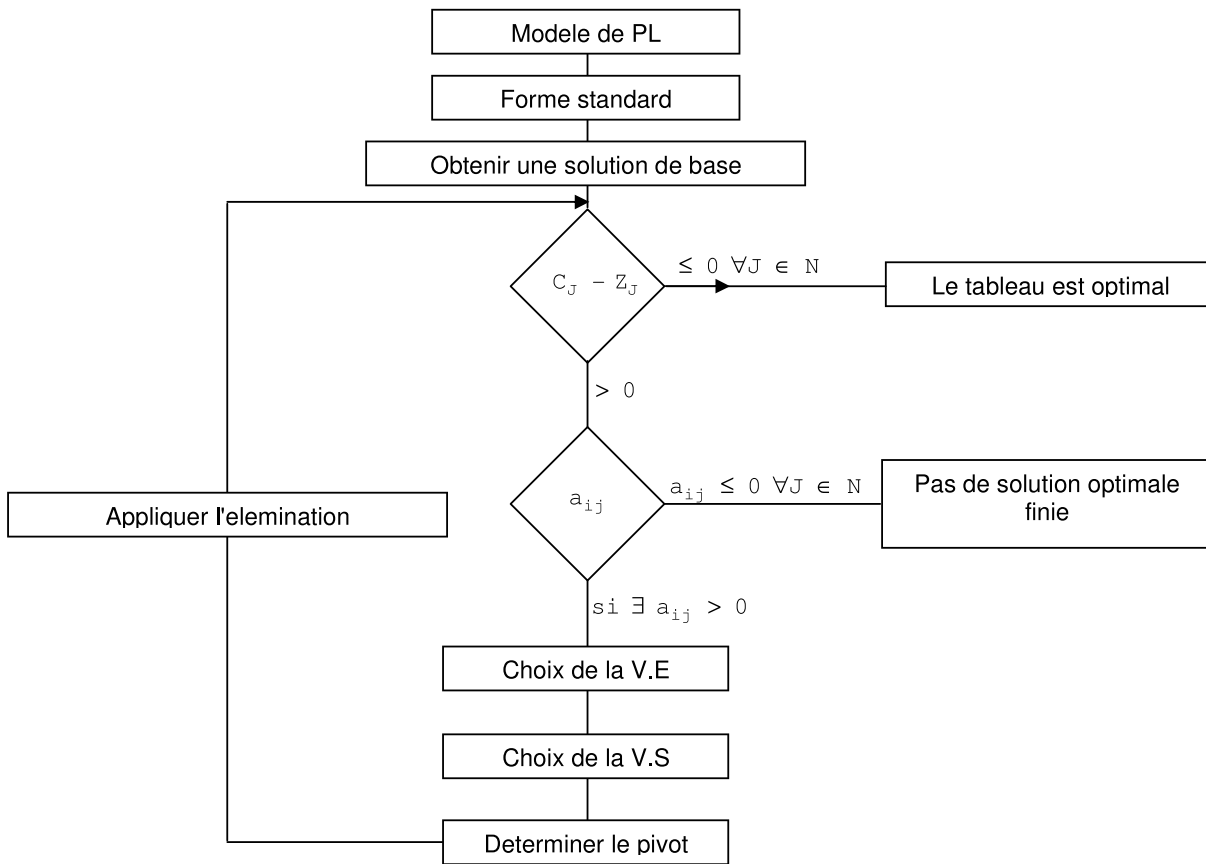 Modele de PL
Forme standard
Obtenir une solution de base
C_J – Z_J
≤ 0 ∀J ∈ N
Le tableau est optimal
> 0
a_ij
a_ij ≤ 0 ∀J ∈ N
Pas de solution optimale
finie
Appliquer l'elemination
si ∃ a_ij > 0
Choix de la V.E
Choix de la V.S
Determiner le pivot